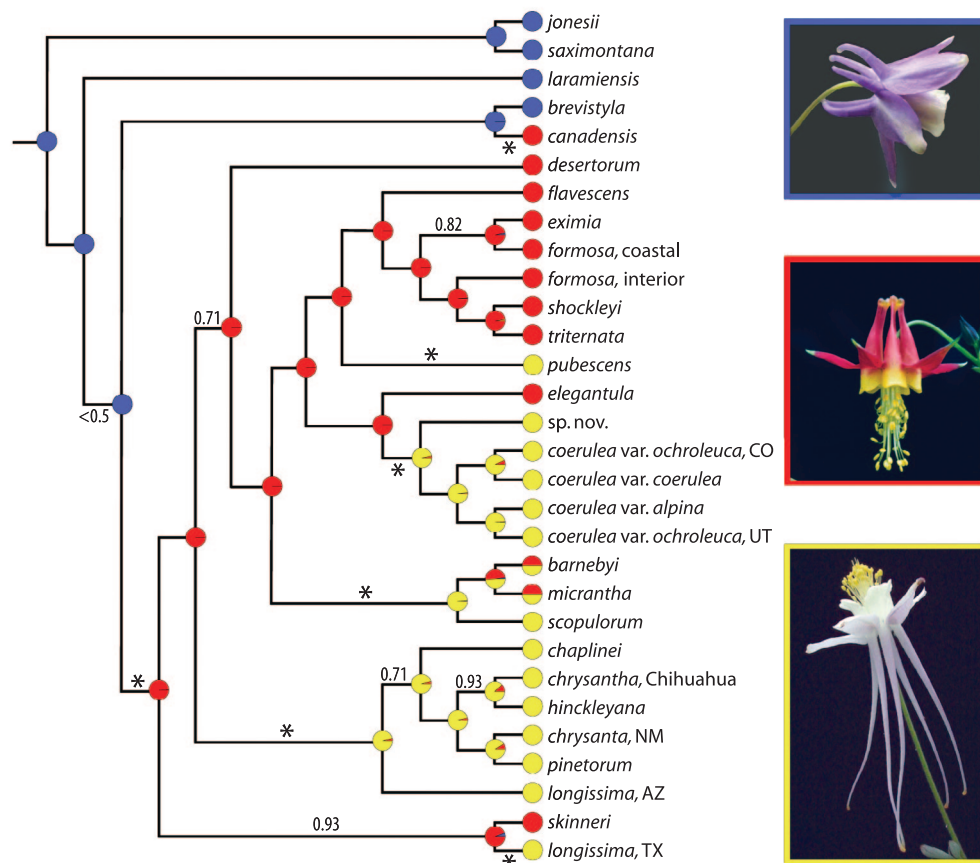 jonesii
saximontana
laramiensis
brevistyla
canadensis
*
desertorum
flavescens
eximia
0.82
formosa, coastal
formosa, interior
shockleyi
0.71
triternata
*
pubescens
elegantula
<0.5
sp. nov.
coerulea var. ochroleuca, CO
*
coerulea var. coerulea
coerulea var. alpina
coerulea var. ochroleuca, UT
barnebyi
*
micrantha
scopulorum
chaplinei
0.71
0.93
chrysantha, Chihuahua
*
hinckleyana
*
chrysanta, NM
pinetorum
longissima, AZ
0.93
skinneri
longissima, TX
*